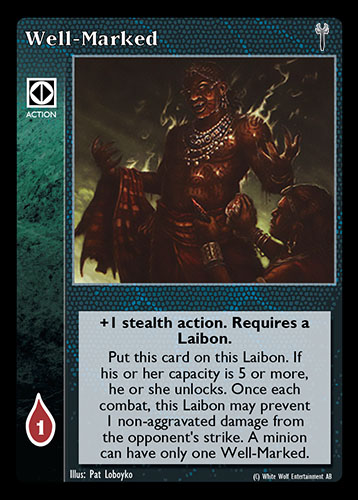 Well-Marked
ACTION
+1 stealth action. Requires a
Laibon.
Put this card on this Laibon. If
his or her capacity is 5 or more,
he or she unlocks. Once each
combat, this Laibon may prevent
1 non-aggravated damage from
the opponent's strike. A minion
can have only one Well-Marked.
1
Illus: Pat Loboyko
(C) White Wolf Entertainment AB